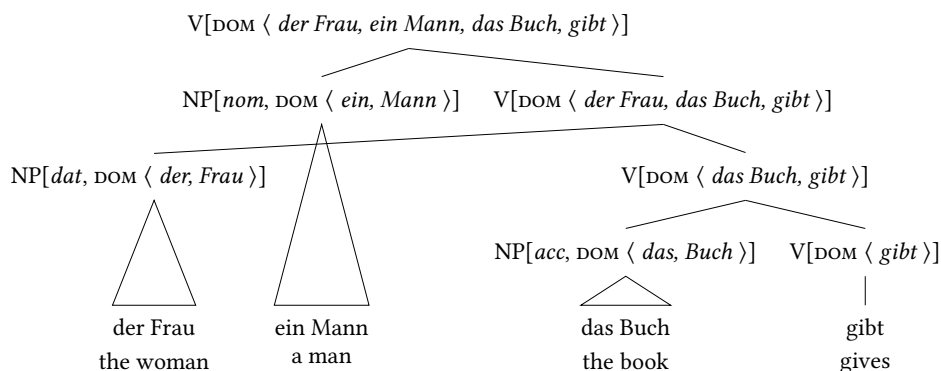 V[DOM ⟨ der Frau, ein Mann, das Buch, gibt ⟩]
NP[nom, DOM ⟨ ein, Mann ⟩] V[DOM ⟨ der Frau, das Buch, gibt ⟩]
NP[dat, DOM ⟨ der, Frau ⟩] V[DOM ⟨ das Buch, gibt ⟩]
NP[acc, DOM ⟨ das, Buch ⟩] V[DOM ⟨ gibt ⟩]
der Frau ein Mann das Buch gibt
the woman a man the book gives